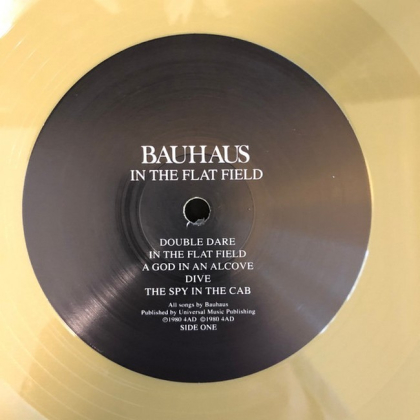 BAUHAUS
IN THE FLAT FIELD
DOUBLE DARE
IN THE FLAT FIELD
A GOD IN AN ALCOVE
DIVE
THE SPY IN THE CAB
All songs by Bauhaus
Published by Universal Music Publishing
℗1980 4AD ©1980 4AD
SIDE ONE